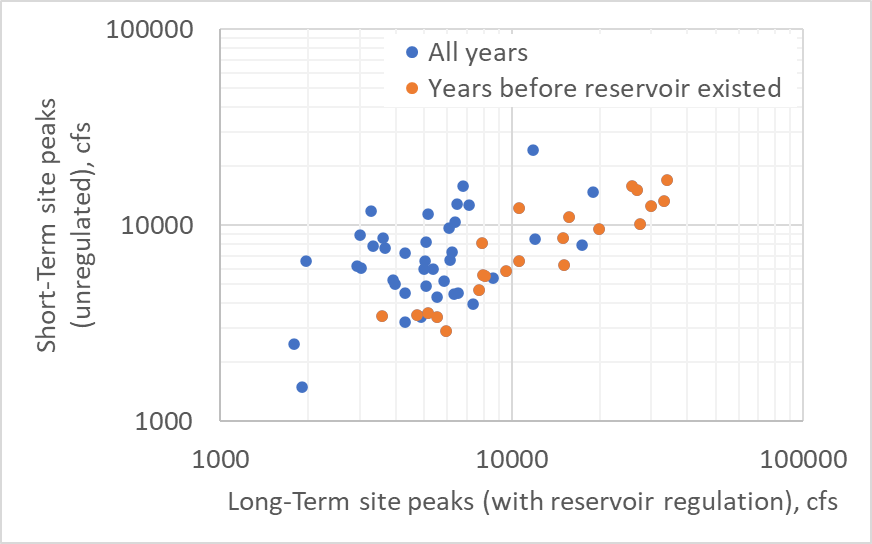 100000
All years
Years before reservoir existed
Short-Term site peaks
(unregulated), cfs
10000
1000
1000
10000
100000
Long-Term site peaks (with reservoir regulation), cfs